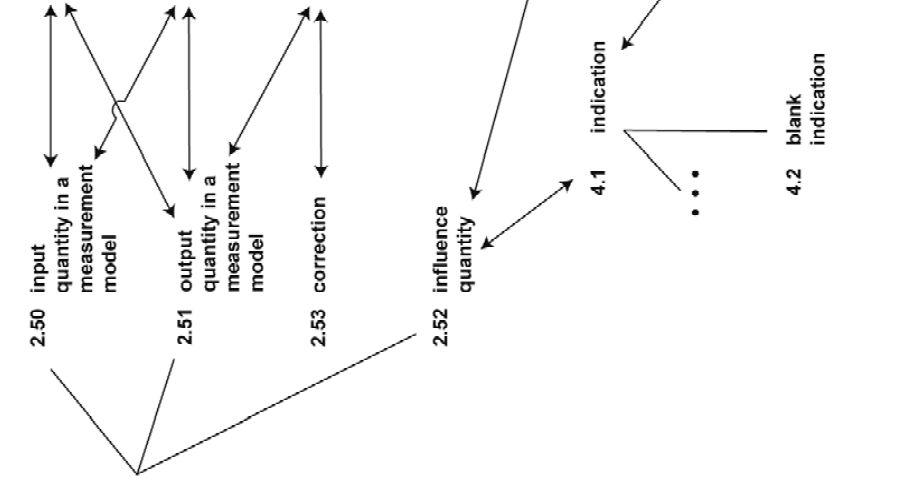 2.50 input
quantity in a
measurement
model
2.51 output
quantity in a
measurement
model
2.53 correction
2.52 influence
quantity
4.1 indication
4.2 blank
indication